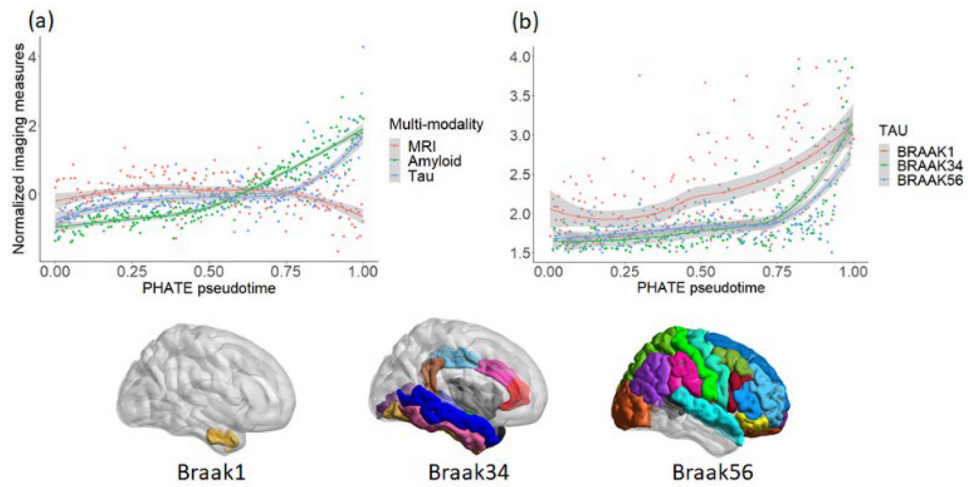 (a)
(b)
Normalized imaging measures
4
2
0
0.00 0.25 0.50 0.75 1.00
PHATE pseudotime
Multi-modality
MRI
Amyloid
Tau
4.0
3.5
3.0
2.5
2.0
1.5
0.00 0.25 0.50 0.75 1.00
PHATE pseudotime
TAU
BRAAK1
BRAAK34
BRAAK56
Braak1 Braak34 Braak56